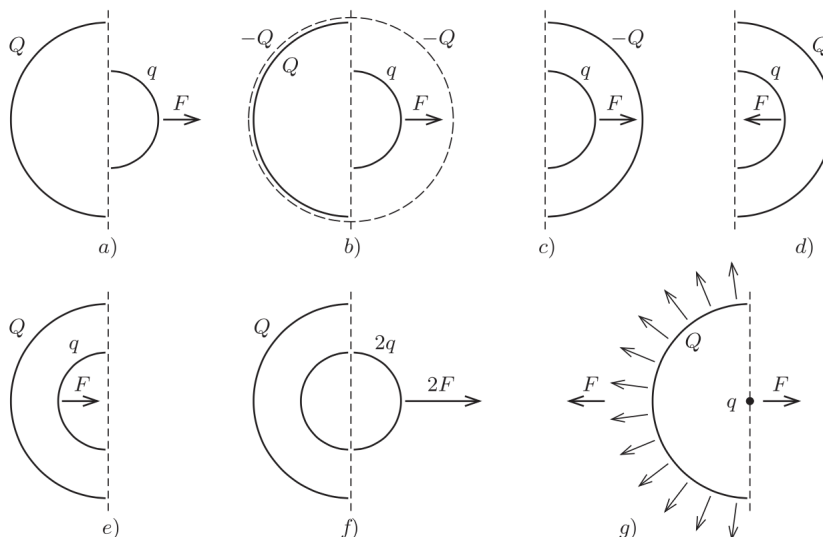 Q q F
a)
−Q Q −Q q F
b)
q −Q F
c)
Q q F
d)
Q q F
e)
Q 2q 2F
f)
F Q q F
g)